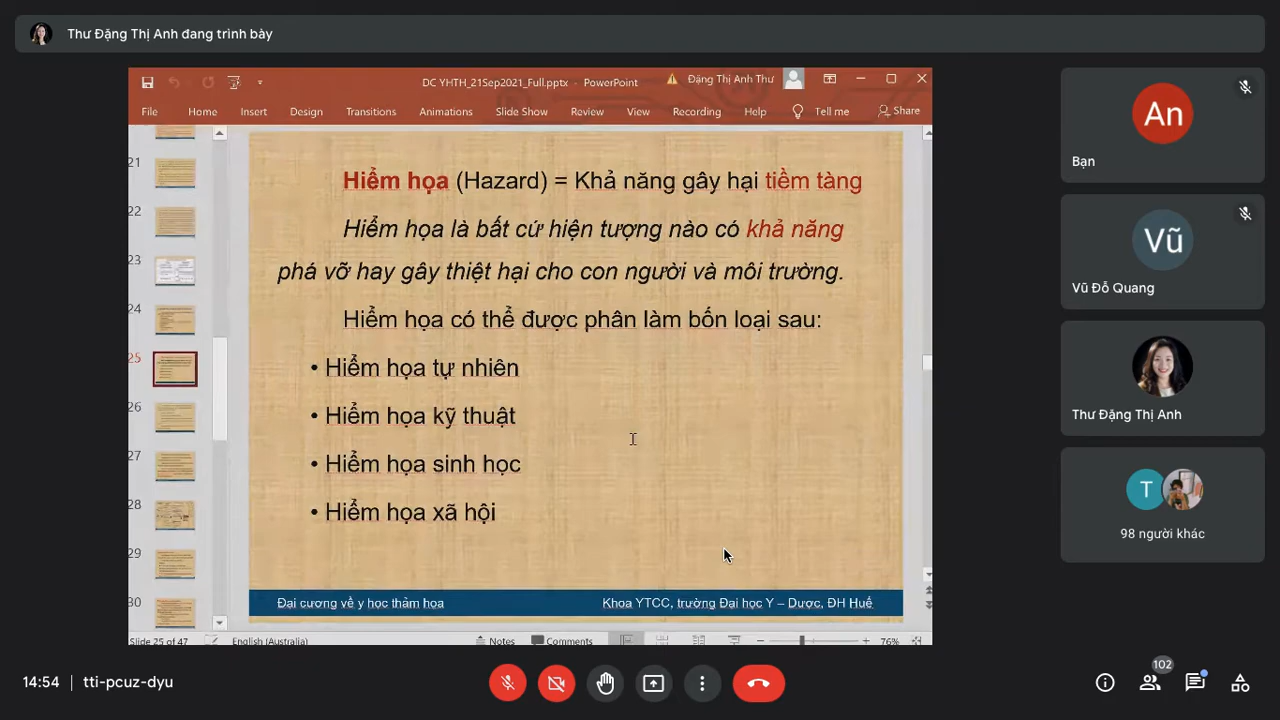 Thư Đặng Thị Anh đang trình bày
DC YHTH_21Sep2021_Full.pptx - PowerPoint
Đặng Thị Anh Thư
File Home Insert Design Transitions Animations Slide Show Review View Recording Help Tell me Share
21
22
23
24
25
26
27
28
29
30
Hiểm họa (Hazard) = Khả năng gây hại tiềm tàng
Hiểm họa là bất cứ hiện tượng nào có khả năng
phá vỡ hay gây thiệt hại cho con người và môi trường.
Hiểm họa có thể được phân làm bốn loại sau:
• Hiểm họa tự nhiên
• Hiểm họa kỹ thuật
• Hiểm họa sinh học
• Hiểm họa xã hội
Đại cương về y học thảm họa
Khoa YTCC, trường Đại học Y – Dược, ĐH Huế
Slide 25 of 47 English (Australia) Notes Comments 76%
An
Bạn
Vũ
Vũ Đỗ Quang
Thư Đặng Thị Anh
T
98 người khác
14:54 | tti-pcuz-dyu
102